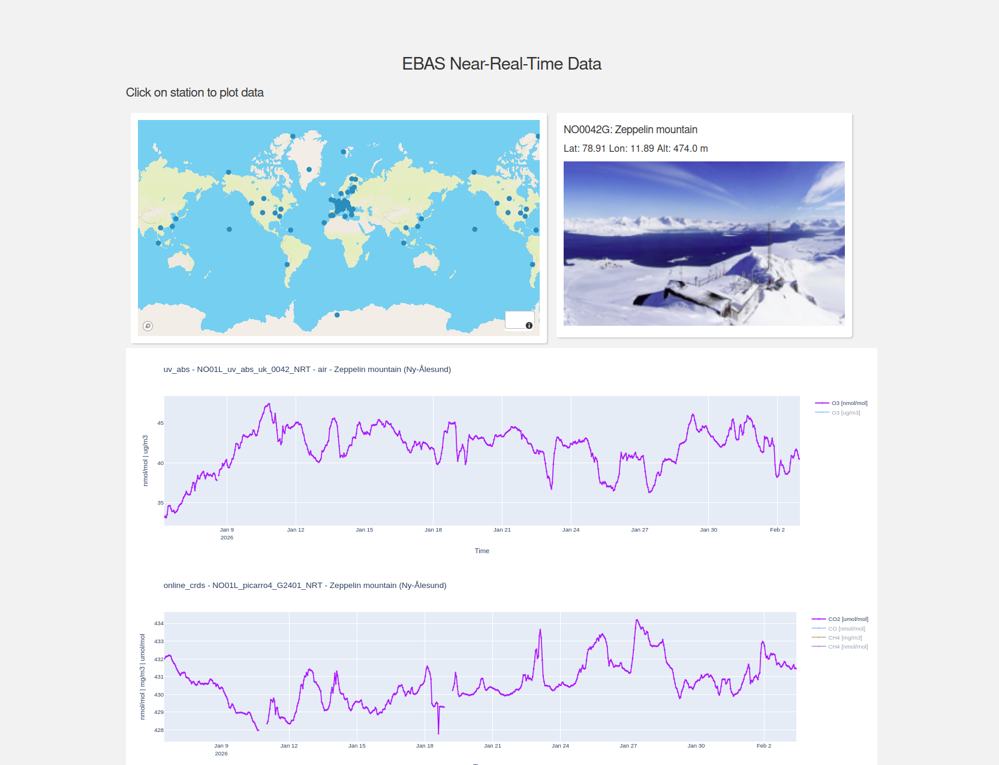 EBAS Near-Real-Time Data
Click on station to plot data
NO0042G: Zeppelin mountain
Lat: 78.91 Lon: 11.89 Alt: 474.0 m
uv_abs - NO01L_uv_abs_uk_0042_NRT - air - Zeppelin mountain (Ny-Ålesund)
O3 [nmol/mol]
O3 [ug/m3]
nmol/mol | ug/m3
45
40
35
Jan 9 Jan 12 Jan 15 Jan 18 Jan 21 Jan 24 Jan 27 Jan 30 Feb 2
2026
Time
online_crds - NO01L_picarro4_G2401_NRT - Zeppelin mountain (Ny-Ålesund)
CO2 [umol/mol]
CO [nmol/mol]
CH4 [mg/m3]
CH4 [nmol/mol]
nmol/mol | mg/m3 | umol/mol
434
433
432
431
430
429
428
Jan 9 Jan 12 Jan 15 Jan 18 Jan 21 Jan 24 Jan 27 Jan 30 Feb 2
2026